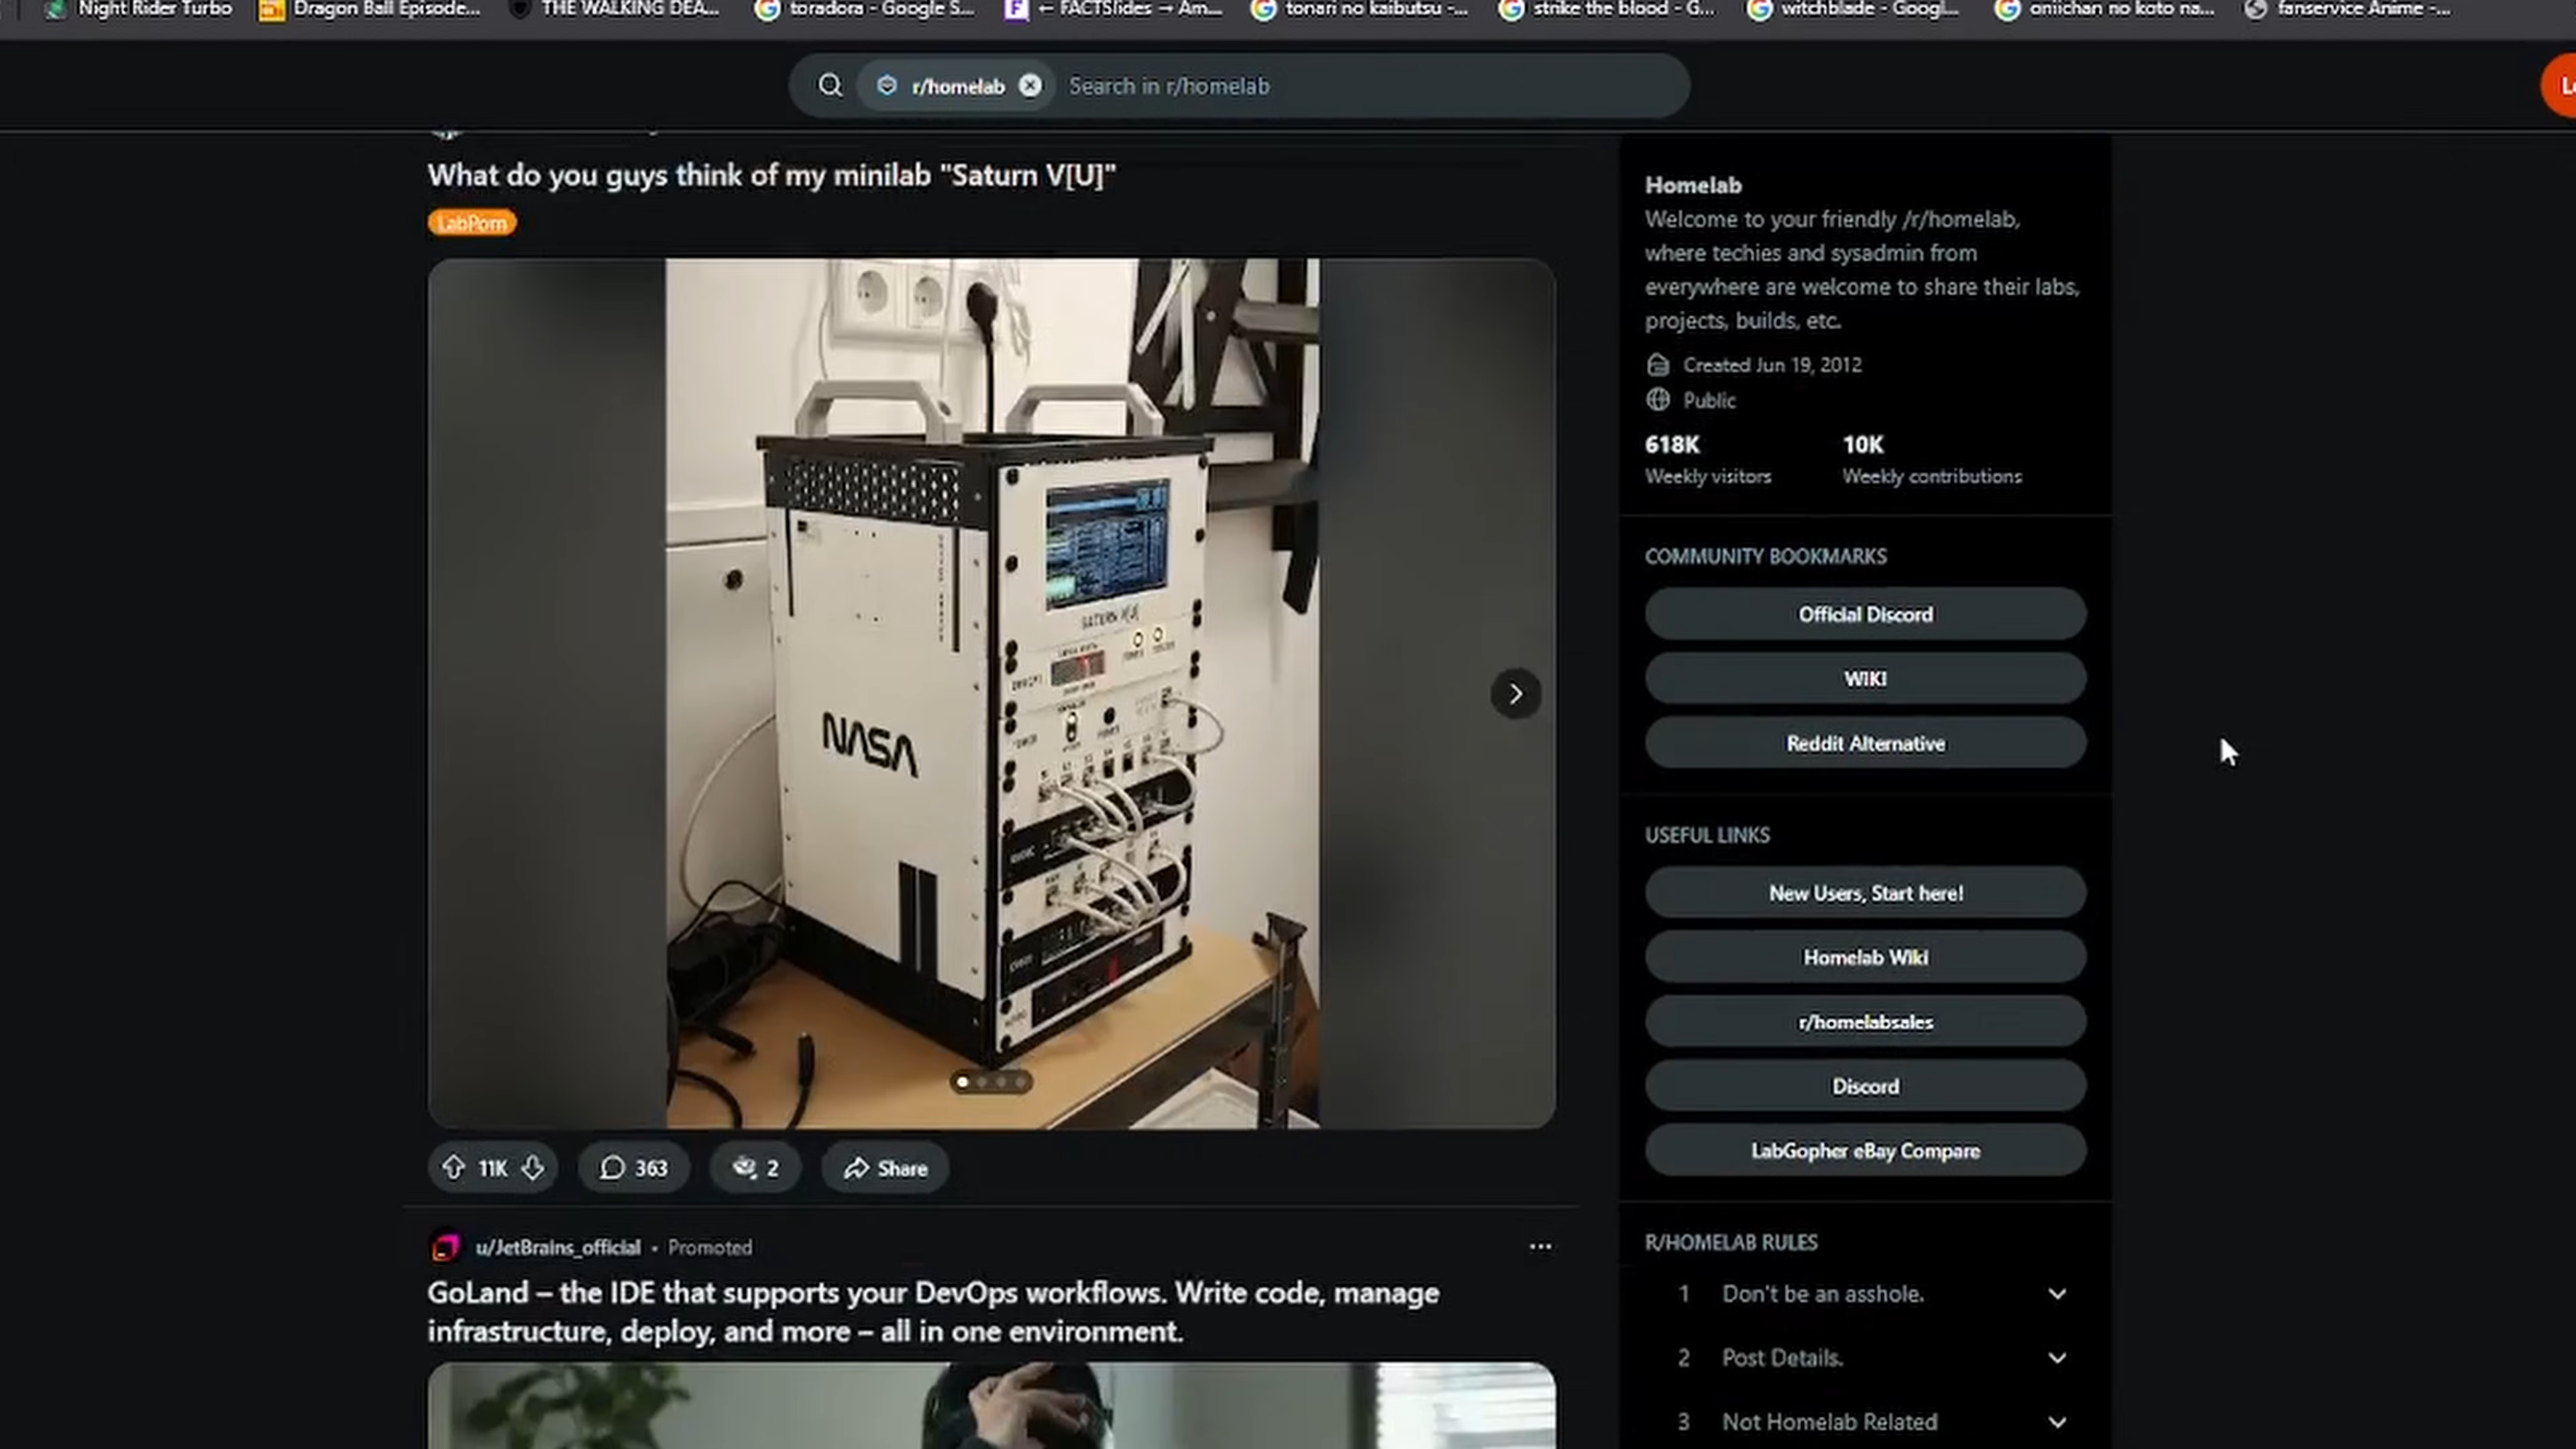 Night Rider Turbo
Dragon Ball Episode...
THE WALKING DEA...
toradora - Google S...
← FACTSlides → Am...
tonari no kaibutsu -...
strike the blood - G...
witchblade - Googl...
oniichan no koto na...
fanservice Anime -...
r/homelab
Search in r/homelab
What do you guys think of my minilab "Saturn V[U]"
LabPorn
SATURN V[U]
NASA
11K
363
2
Share
u/JetBrains_official • Promoted
GoLand – the IDE that supports your DevOps workflows. Write code, manage
infrastructure, deploy, and more – all in one environment.
Homelab
Welcome to your friendly /r/homelab,
where techies and sysadmin from
everywhere are welcome to share their labs,
projects, builds, etc.
Created Jun 19, 2012
Public
618K
Weekly visitors
10K
Weekly contributions
COMMUNITY BOOKMARKS
Official Discord
WIKI
Reddit Alternative
USEFUL LINKS
New Users, Start here!
Homelab Wiki
r/homelabsales
Discord
LabGopher eBay Compare
R/HOMELAB RULES
1 Don't be an asshole.
2 Post Details.
3 Not Homelab Related